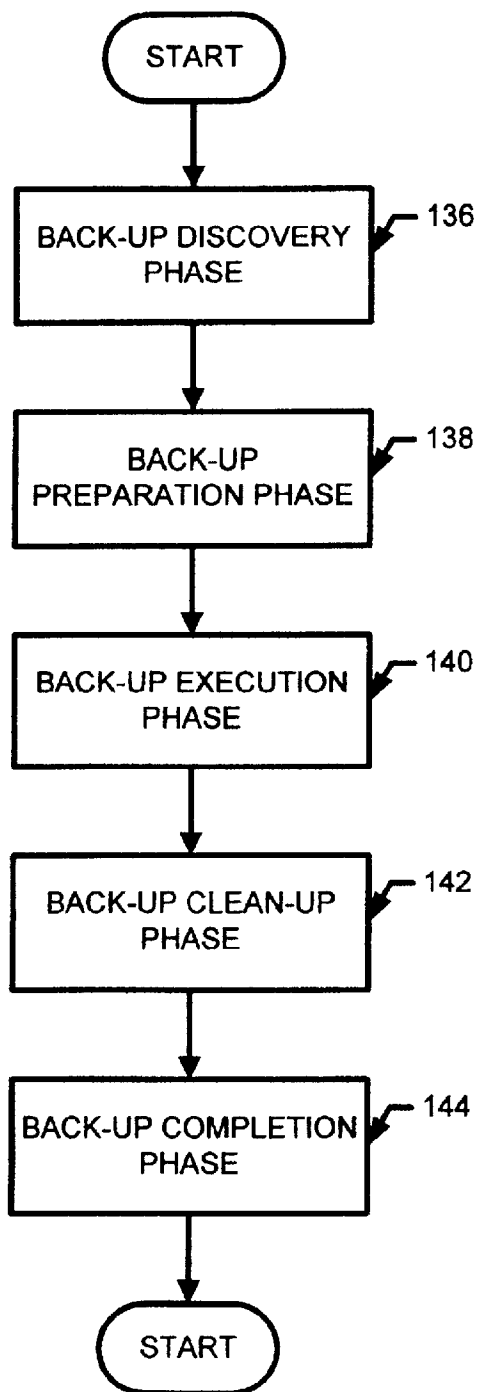 START
BACK-UP DISCOVERY
PHASE
136
BACK-UP
PREPARATION PHASE
138
BACK-UP EXECUTION
PHASE
140
BACK-UP CLEAN-UP
PHASE
142
BACK-UP COMPLETION
PHASE
144
START